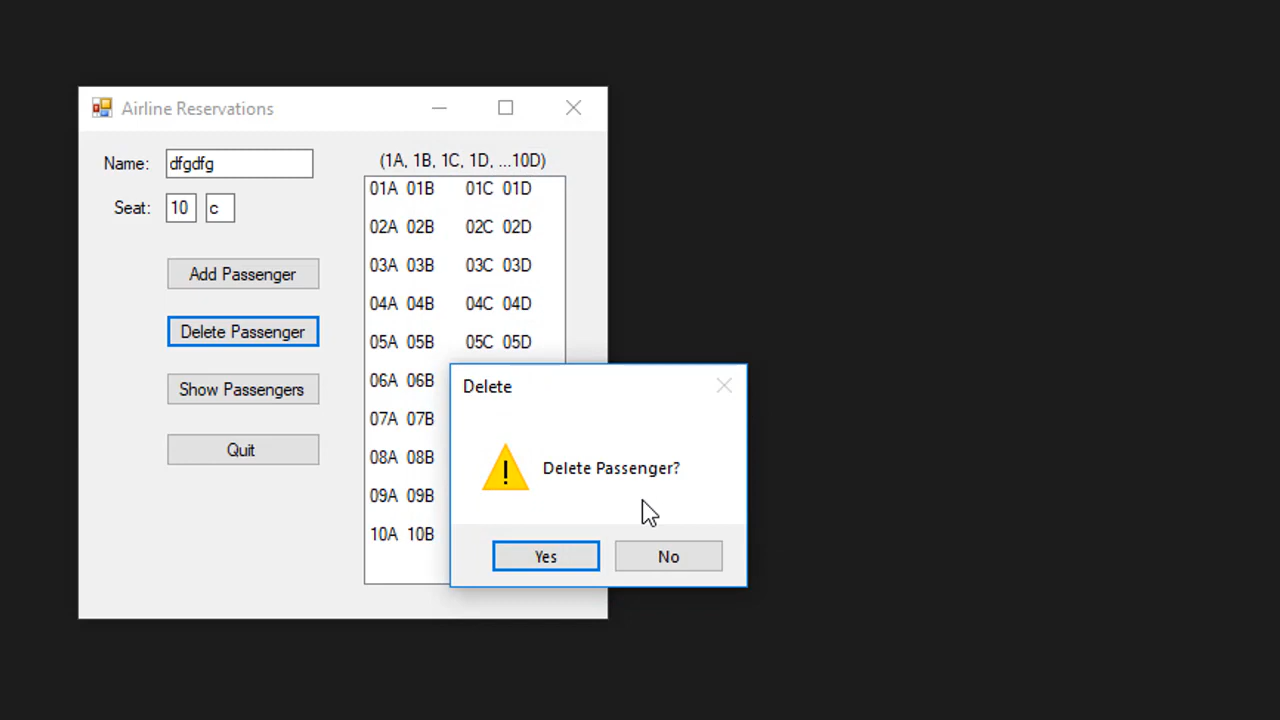 Airline Reservations
Name: dfgdfg
Seat: 10 c
Add Passenger
Delete Passenger
Show Passengers
Quit
(1A, 1B, 1C, 1D, ...10D)
01A 01B 01C 01D
02A 02B 02C 02D
03A 03B 03C 03D
04A 04B 04C 04D
05A 05B 05C 05D
06A 06B
07A 07B
08A 08B
09A 09B
10A 10B
Delete
Delete Passenger?
Yes No